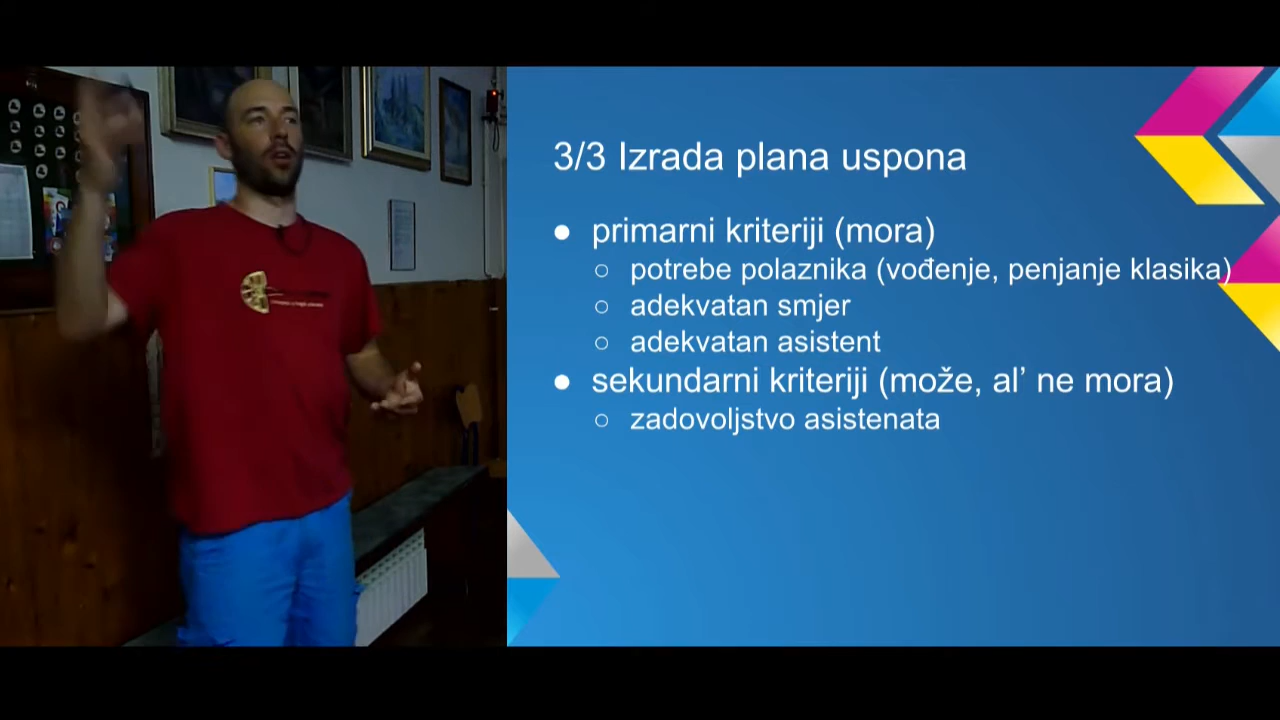 3/3 Izrada plana uspona
● primarni kriteriji (mora)
○ potrebe polaznika (vođenje, penjanje klasika)
○ adekvatan smjer
○ adekvatan asistent
● sekundarni kriteriji (može, al’ ne mora)
○ zadovoljstvo asistenata